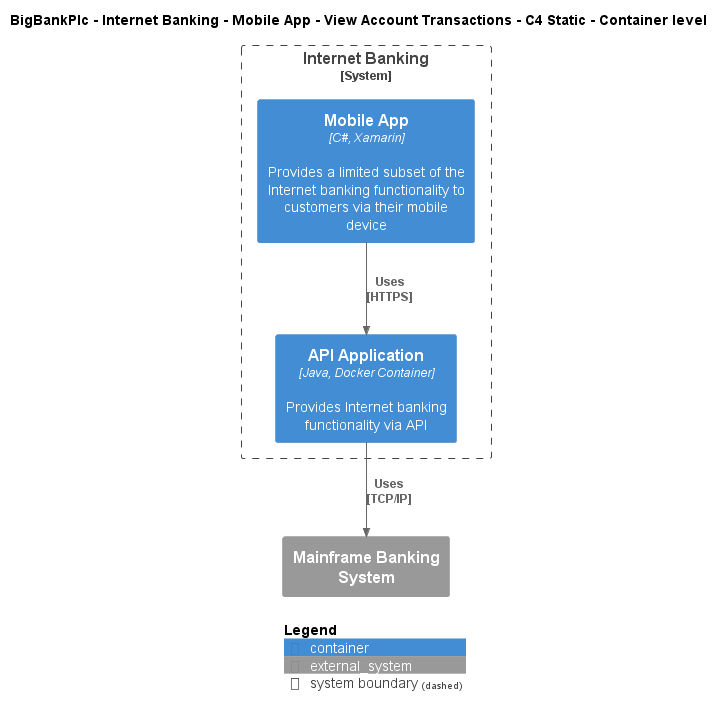 BigBankPlc - Internet Banking - Mobile App - View Account Transactions - C4 Static - Container level
Internet Banking
[System]
Mobile App
[C#, Xamarin]
Provides a limited subset of the
Internet banking functionality to
customers via their mobile
device
Uses
[HTTPS]
API Application
[Java, Docker Container]
Provides Internet banking
functionality via API
Uses
[TCP/IP]
Mainframe Banking
System
Legend
container
external_system
system boundary (dashed)